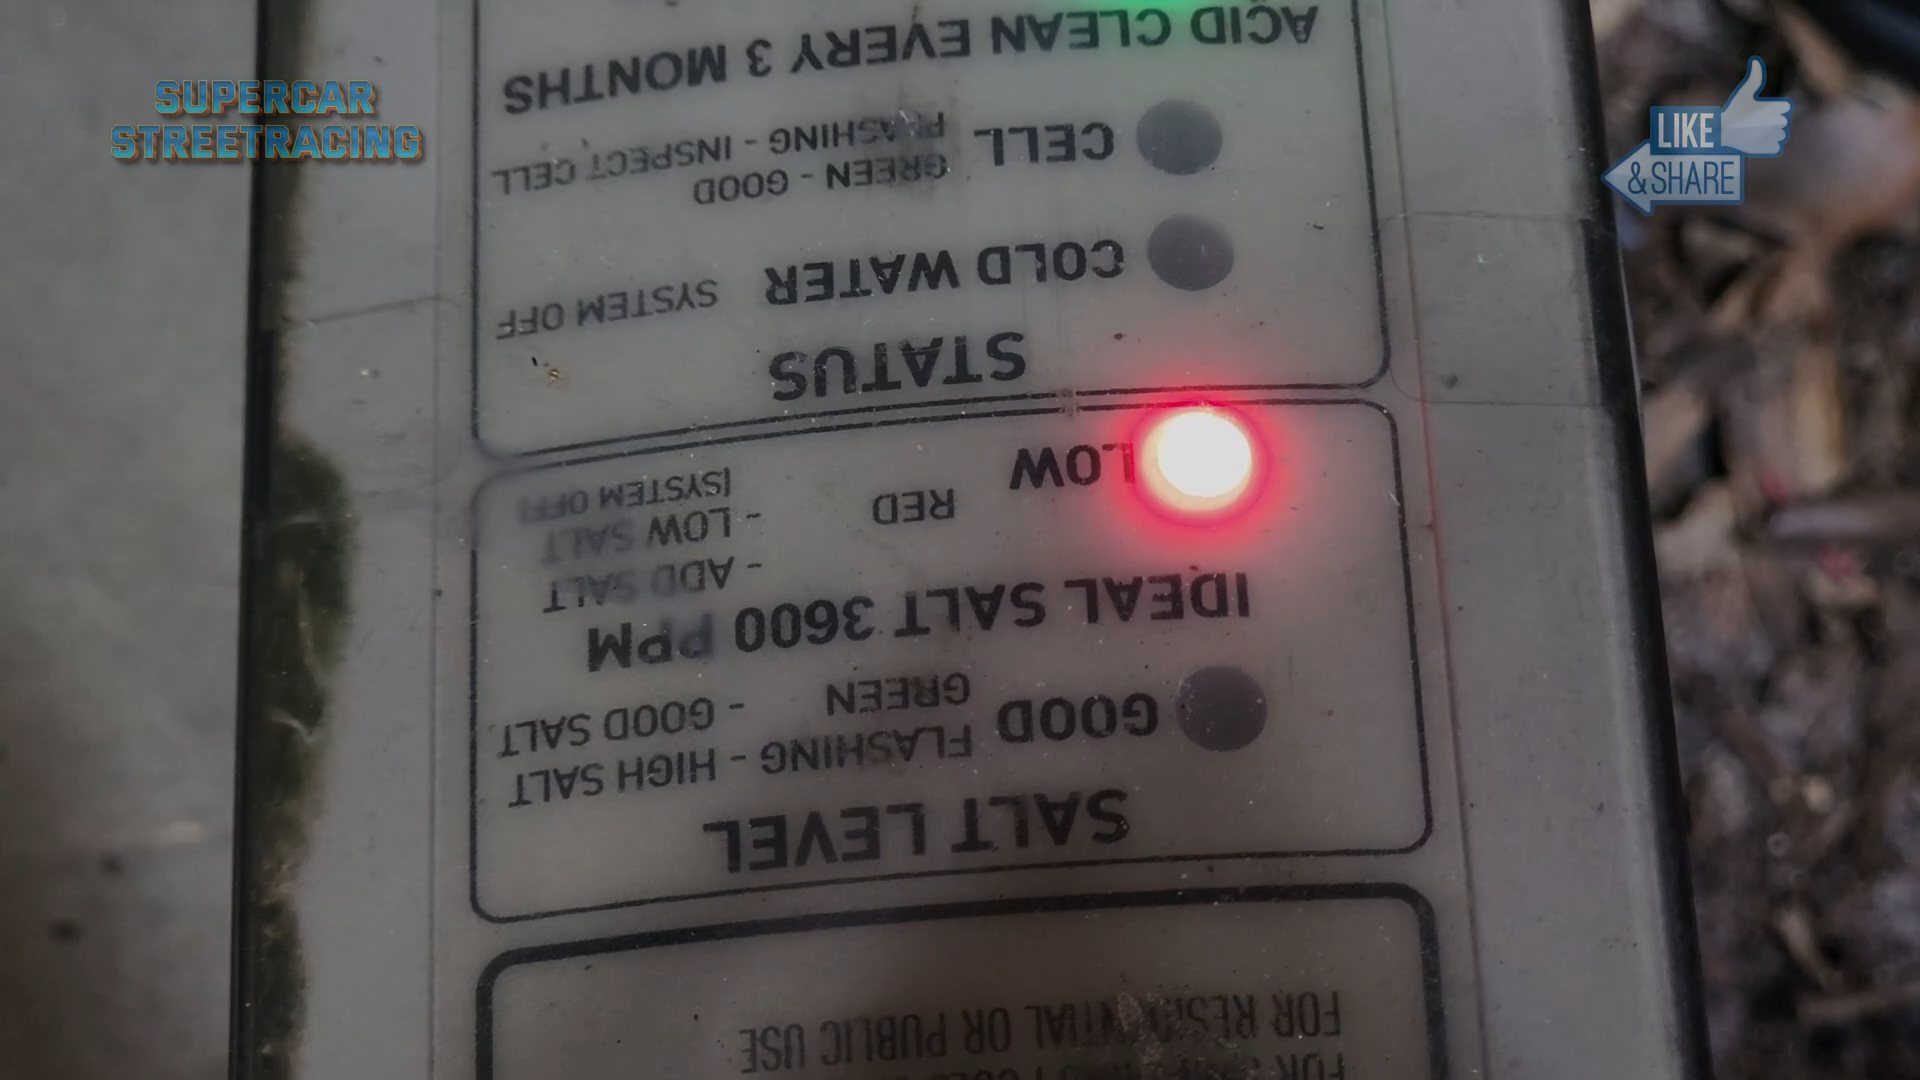 SUPERCAR
STREETRACING
LIKE
& SHARE
FOR RESIDENTIAL OR PUBLIC USE
SALT LEVEL
GOOD
FLASHING - HIGH SALT
GREEN - GOOD SALT
IDEAL SALT 3600 PPM
LOW
RED
- ADD SALT
- LOW SALT
(SYSTEM OFF)
STATUS
COLD WATER SYSTEM OFF
CELL
GREEN - GOOD
FLASHING - INSPECT CELL
ACID CLEAN EVERY 3 MONTHS